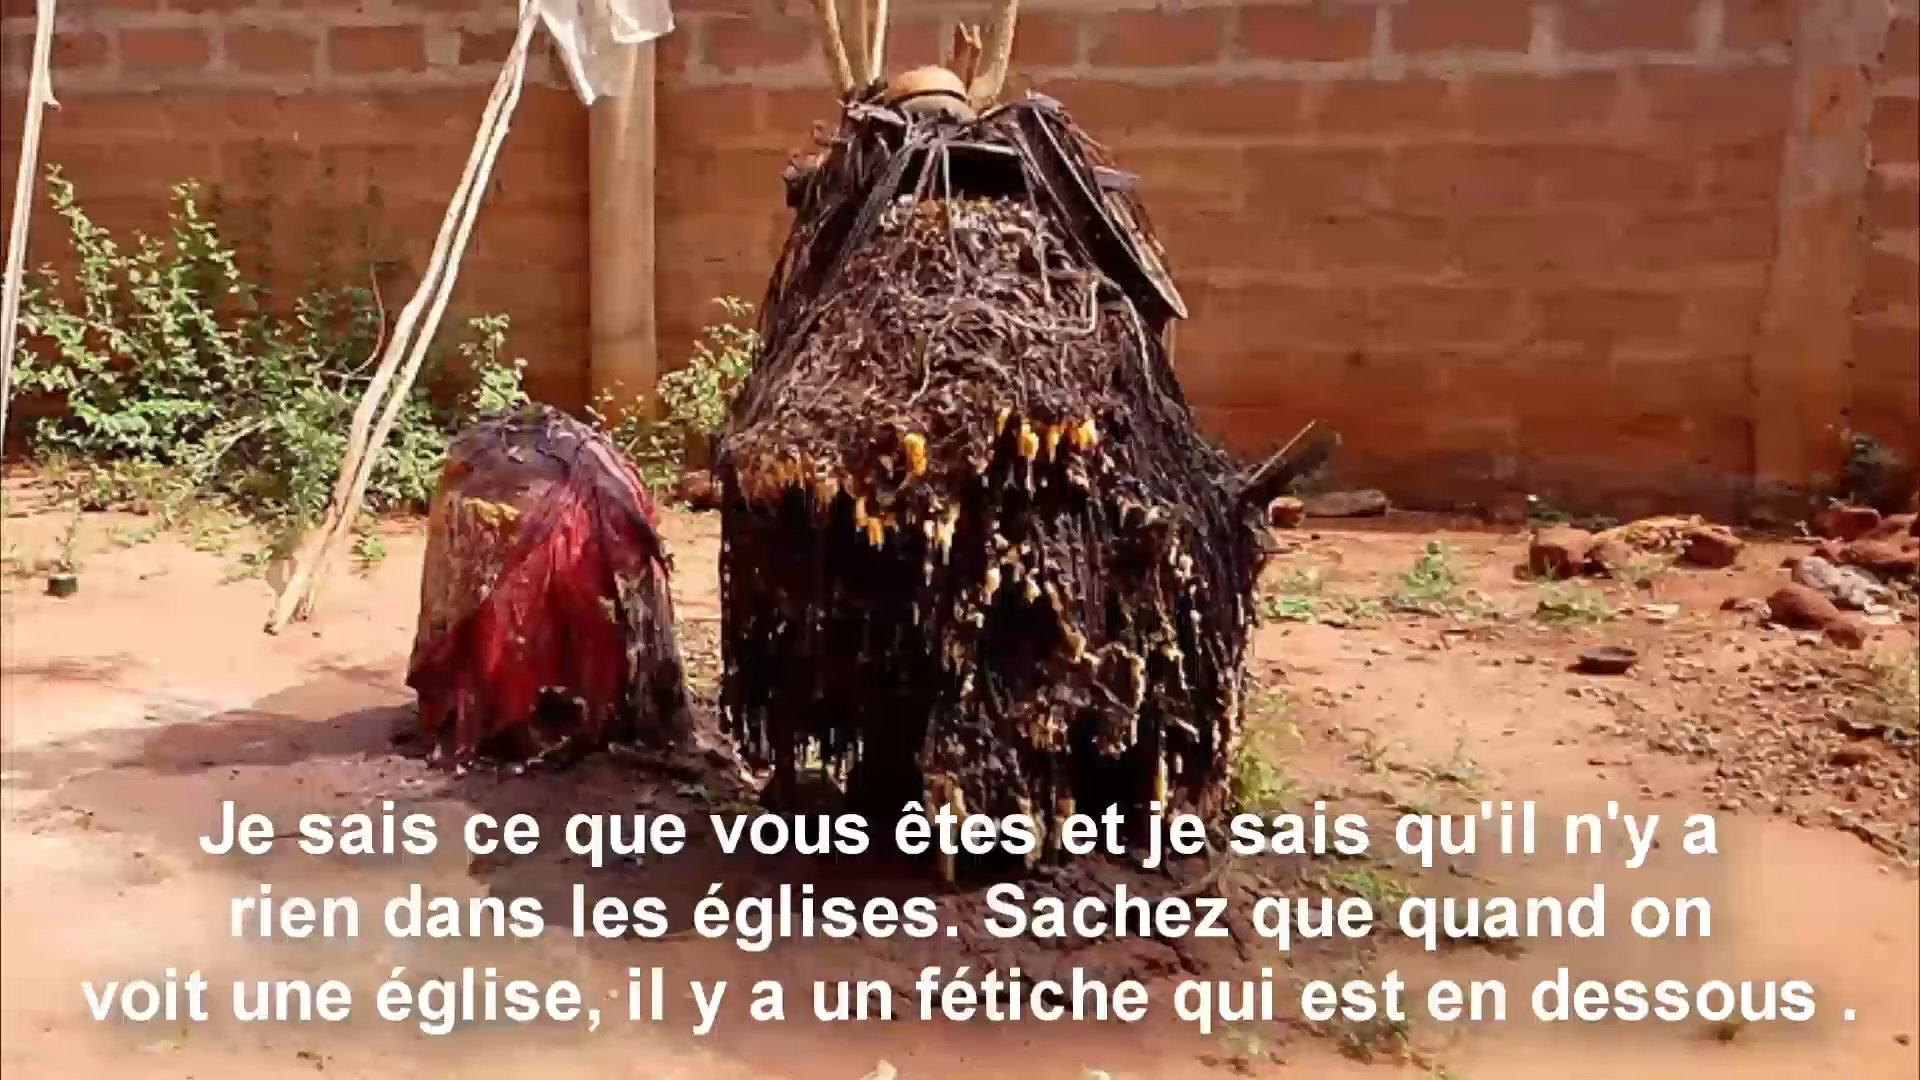 Je sais ce que vous êtes et je sais qu'il n'y a
rien dans les églises. Sachez que quand on
voit une église, il y a un fétiche qui est en dessous .